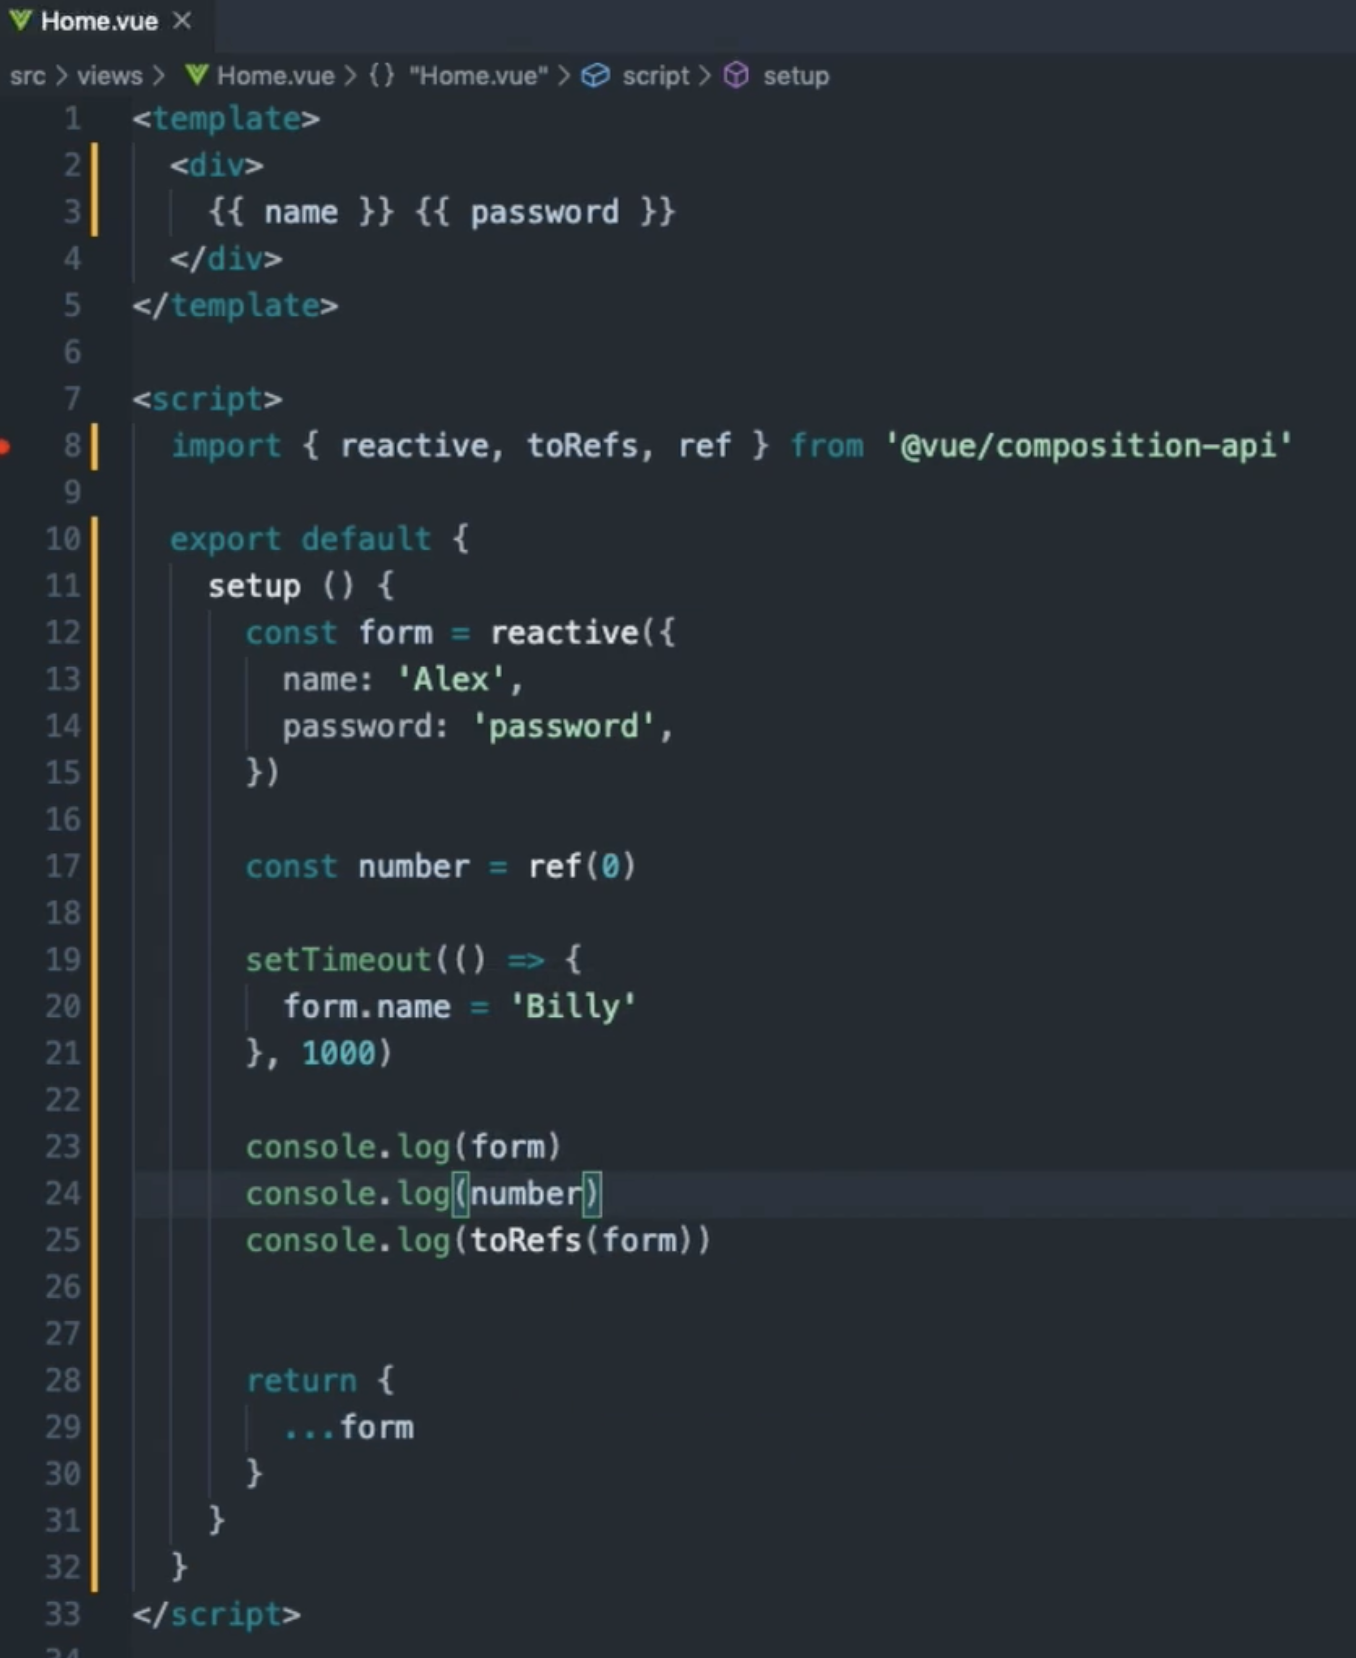 Home.vue ×
src > views > Home.vue > {} "Home.vue" > script > setup
1 <template>
2 <div>
3 {{ name }} {{ password }}
4 </div>
5 </template>
6
7 <script>
8 import { reactive, toRefs, ref } from '@vue/composition-api'
9
10 export default {
11 setup () {
12 const form = reactive({
13 name: 'Alex',
14 password: 'password',
15 })
16
17 const number = ref(0)
18
19 setTimeout(() => {
20 form.name = 'Billy'
21 }, 1000)
22
23 console.log(form)
24 console.log(number)
25 console.log(toRefs(form))
26
27
28 return {
29 ...form
30 }
31 }
32 }
33 </script>
34